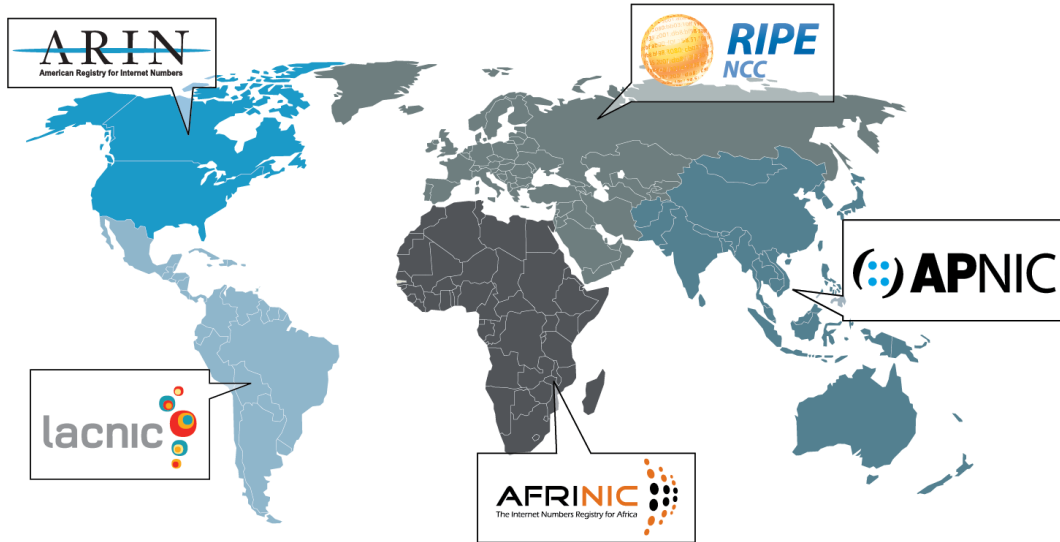 ARIN
American Registry for Internet Numbers
RIPE
NCC
APNIC
lacnic
AFRINIC
The Internet Numbers Registry for Africa